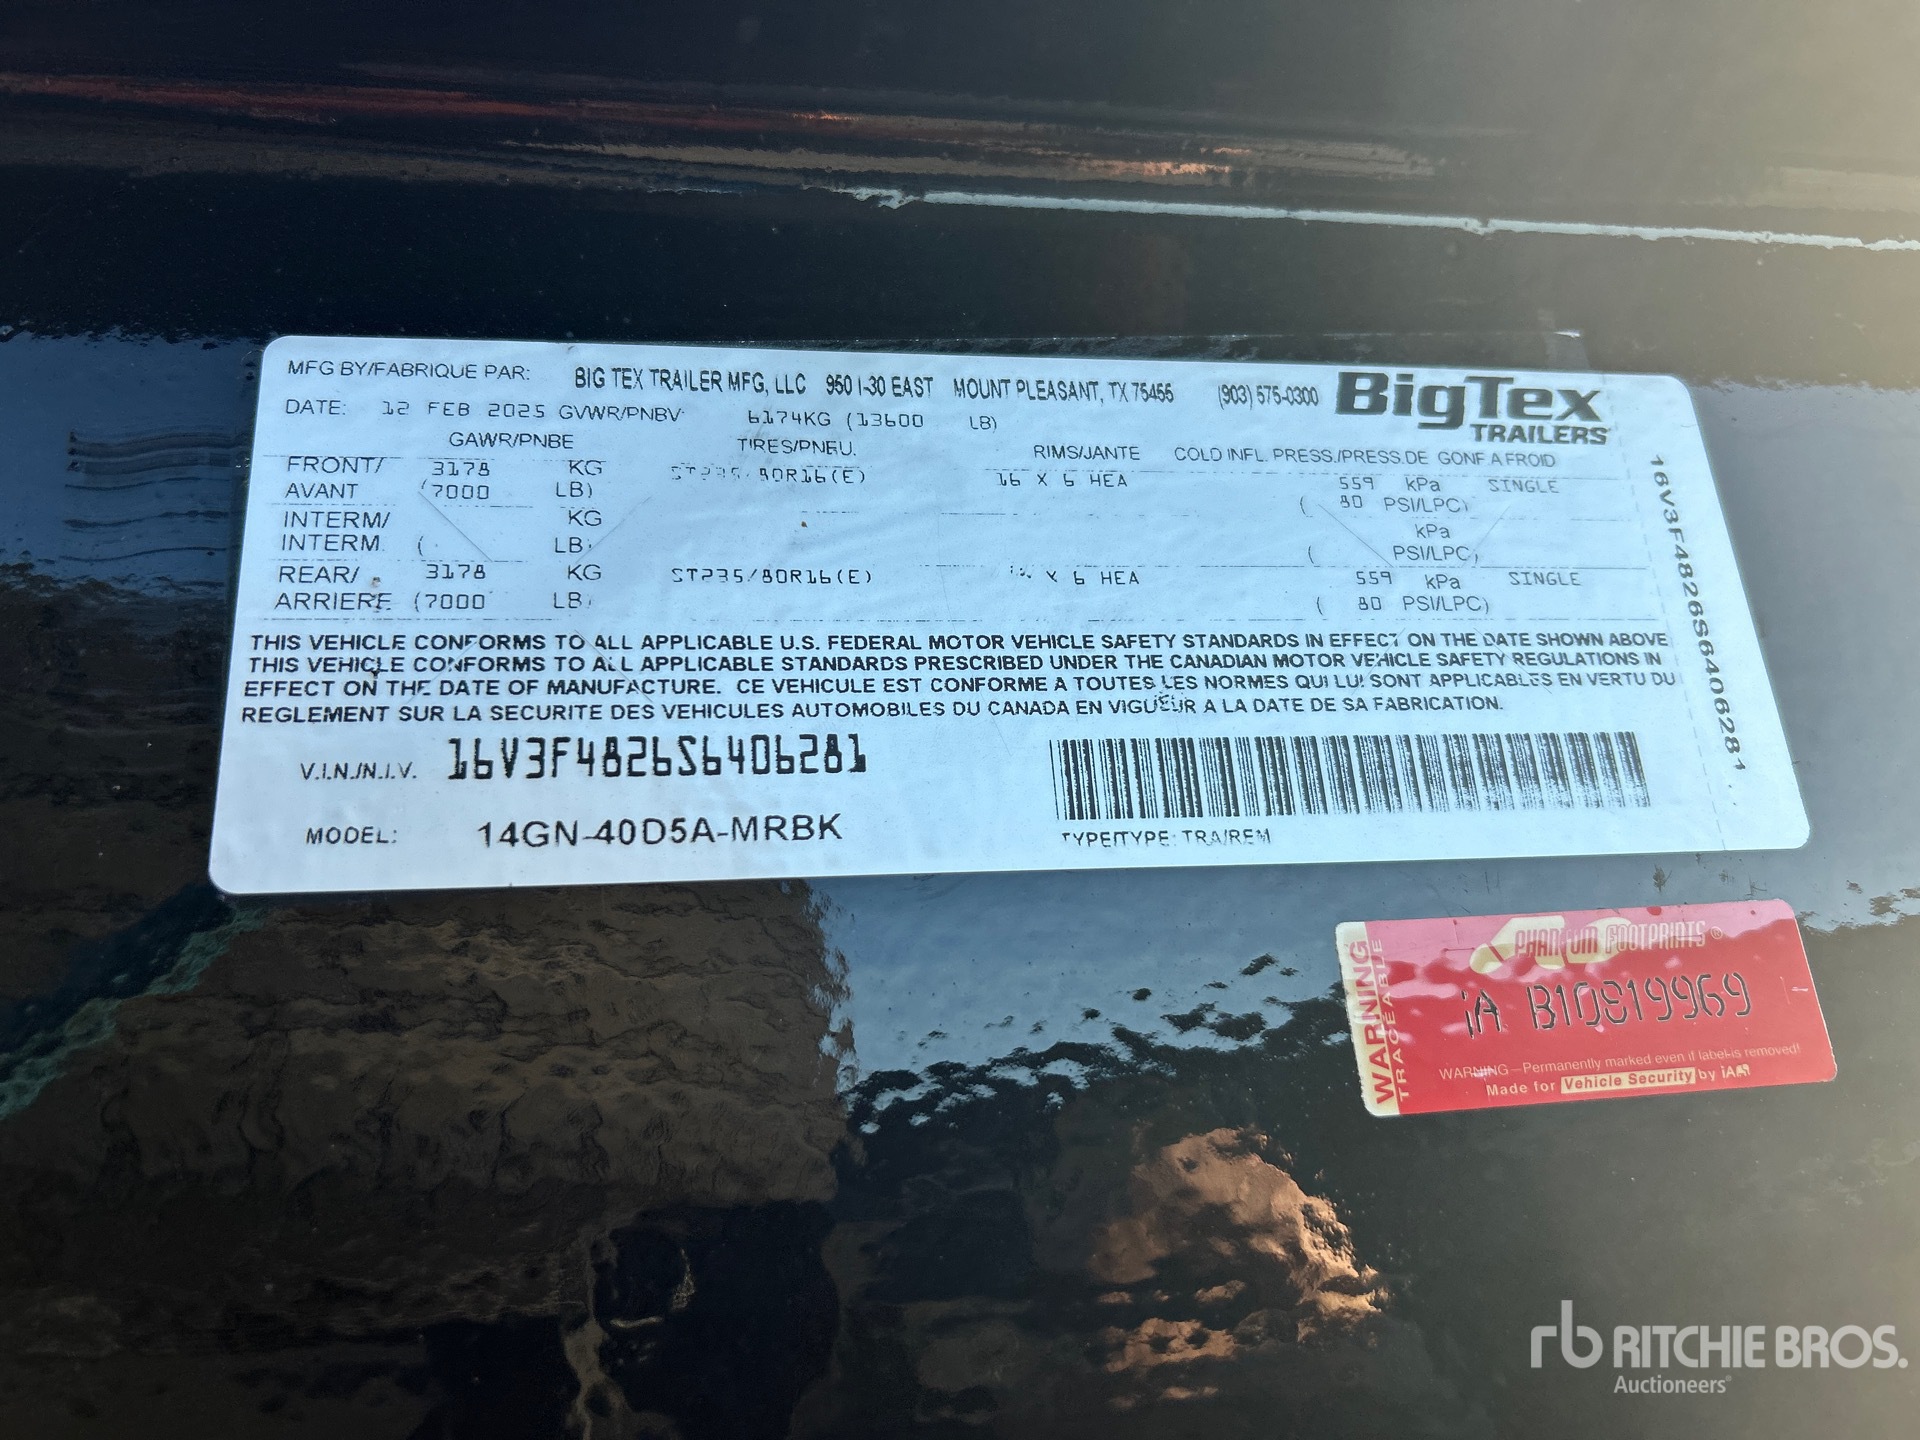 MFG BY/FABRIQUE PAR: BIG TEX TRAILER MFG, LLC 950 I-30 EAST MOUNT PLEASANT, TX 75455 (903) 575-0300
BigTex
TRAILERS
DATE: 12 FEB 2025 GVWR/PNBV 6174KG (13600 LB)
GAWR/PNBE TIRES/PNEU. RIMS/JANTE COLD INFL. PRESS./PRESS.DE GONF.A FROID
FRONT/ 3178 KG ST235/80R16(E) 16 X 6 HEA 559 kPa SINGLE
AVANT (7000 LB) ( 80 PSI/LPC)
INTERM/ KG kPa
INTERM. ( LB) ( PSI/LPC)
REAR/ 3178 KG ST235/80R16(E) X 6 HEA 559 kPa SINGLE
ARRIERE (7000 LB) ( 80 PSI/LPC)
THIS VEHICLE CONFORMS TO ALL APPLICABLE U.S. FEDERAL MOTOR VEHICLE SAFETY STANDARDS IN EFFECT ON THE DATE SHOWN ABOVE
THIS VEHICLE CONFORMS TO ALL APPLICABLE STANDARDS PRESCRIBED UNDER THE CANADIAN MOTOR VEHICLE SAFETY REGULATIONS IN
EFFECT ON THE DATE OF MANUFACTURE. CE VEHICULE EST CONFORME A TOUTES LES NORMES QUI LUI SONT APPLICABLES EN VERTU DU
REGLEMENT SUR LA SECURITE DES VEHICULES AUTOMOBILES DU CANADA EN VIGUEUR A LA DATE DE SA FABRICATION.
V.I.N./N.I.V. 16V3F4826S6406281
MODEL: 14GN-40D5A-MRBK
TYPE/TYPE: TRA/REM
16V3F4826S6406281
WARNING
TRACEABLE
PHANTOM FOOTPRINTS®
iA B10819969
WARNING – Permanently marked even if label is removed!
Made for Vehicle Security by
rb RITCHIE BROS.
Auctioneers